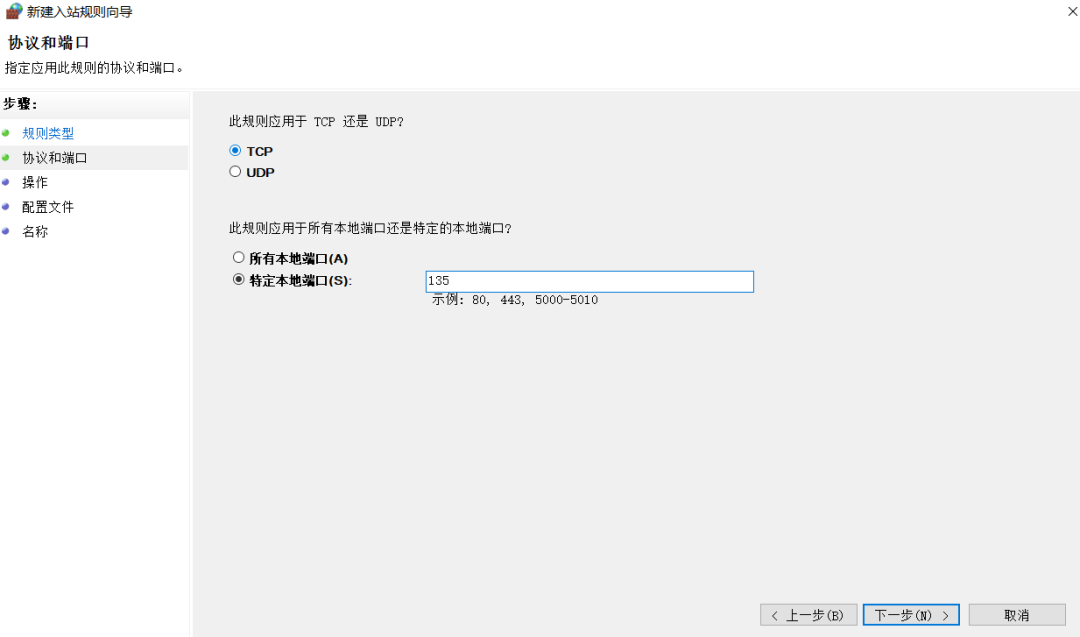 新建入站规则向导
协议和端口
指定应用此规则的协议和端口。
步骤:
规则类型
协议和端口
操作
配置文件
名称
此规则应用于 TCP 还是 UDP?
TCP
UDP
此规则应用于所有本地端口还是特定的本地端口?
所有本地端口(A)
特定本地端口(S): 135
示例: 80, 443, 5000-5010
< 上一步(B) 下一步(N) > 取消